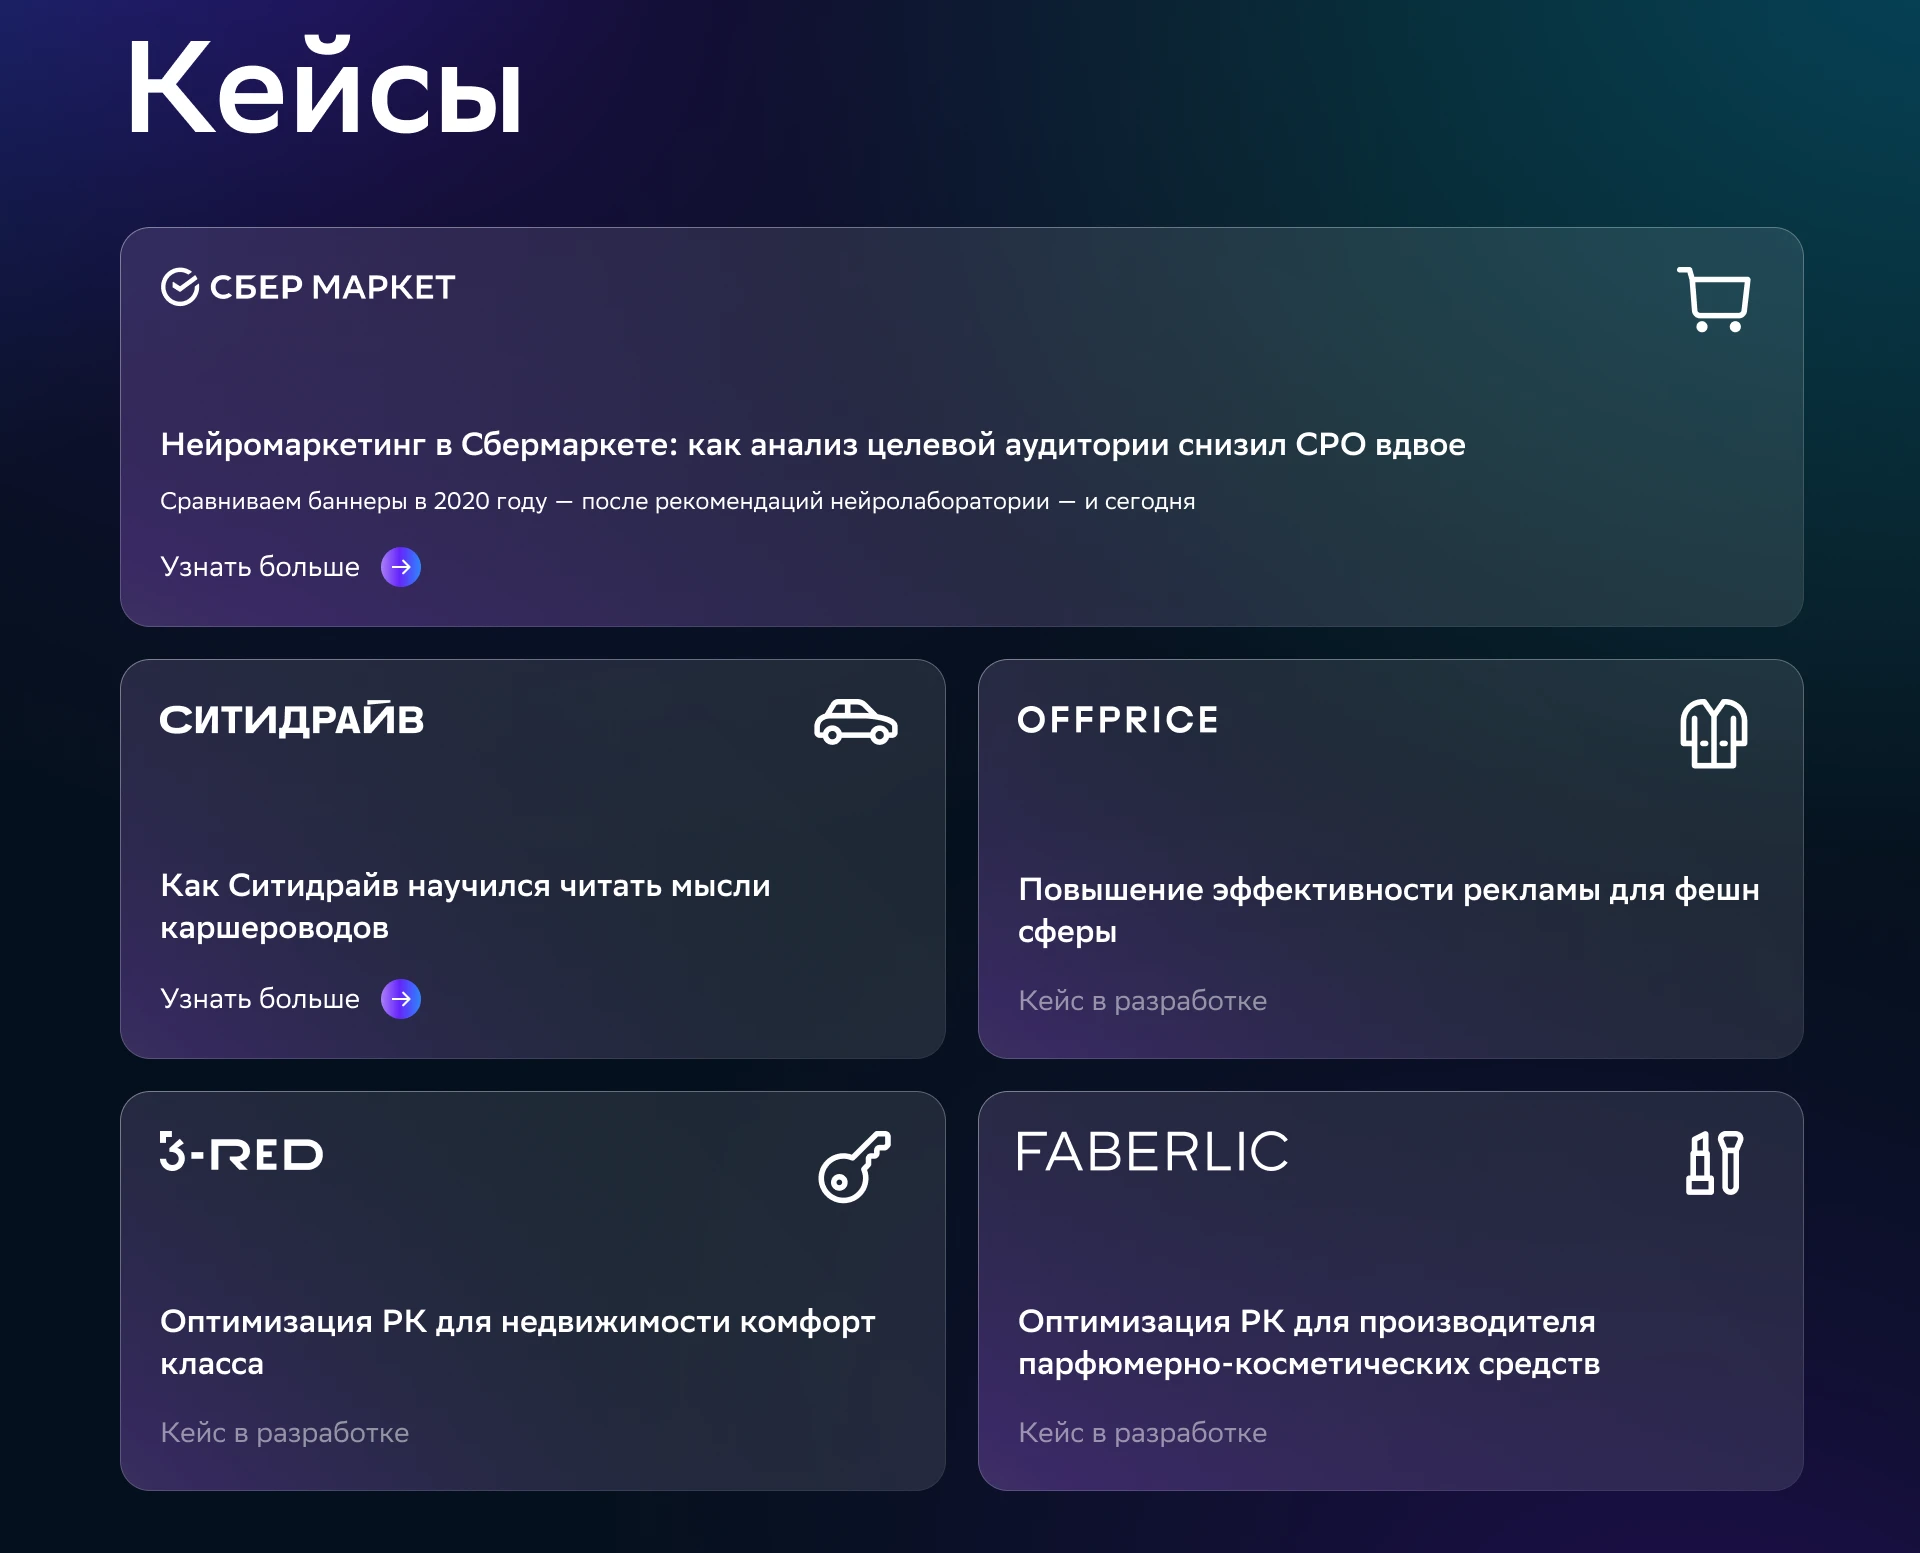 Кейсы
СБЕР МАРКЕТ
Нейромаркетинг в Сбермаркете: как анализ целевой аудитории снизил CPO вдвое
Сравниваем баннеры в 2020 году — после рекомендаций нейролаборатории — и сегодня
Узнать больше
СИТИДРАЙВ
Как Ситидрайв научился читать мысли
каршероводов
Узнать больше
OFFPRICE
Повышение эффективности рекламы для фешн
сферы
Кейс в разработке
3-RED
Оптимизация РК для недвижимости комфорт
класса
Кейс в разработке
FABERLIC
Оптимизация РК для производителя
парфюмерно-косметических средств
Кейс в разработке